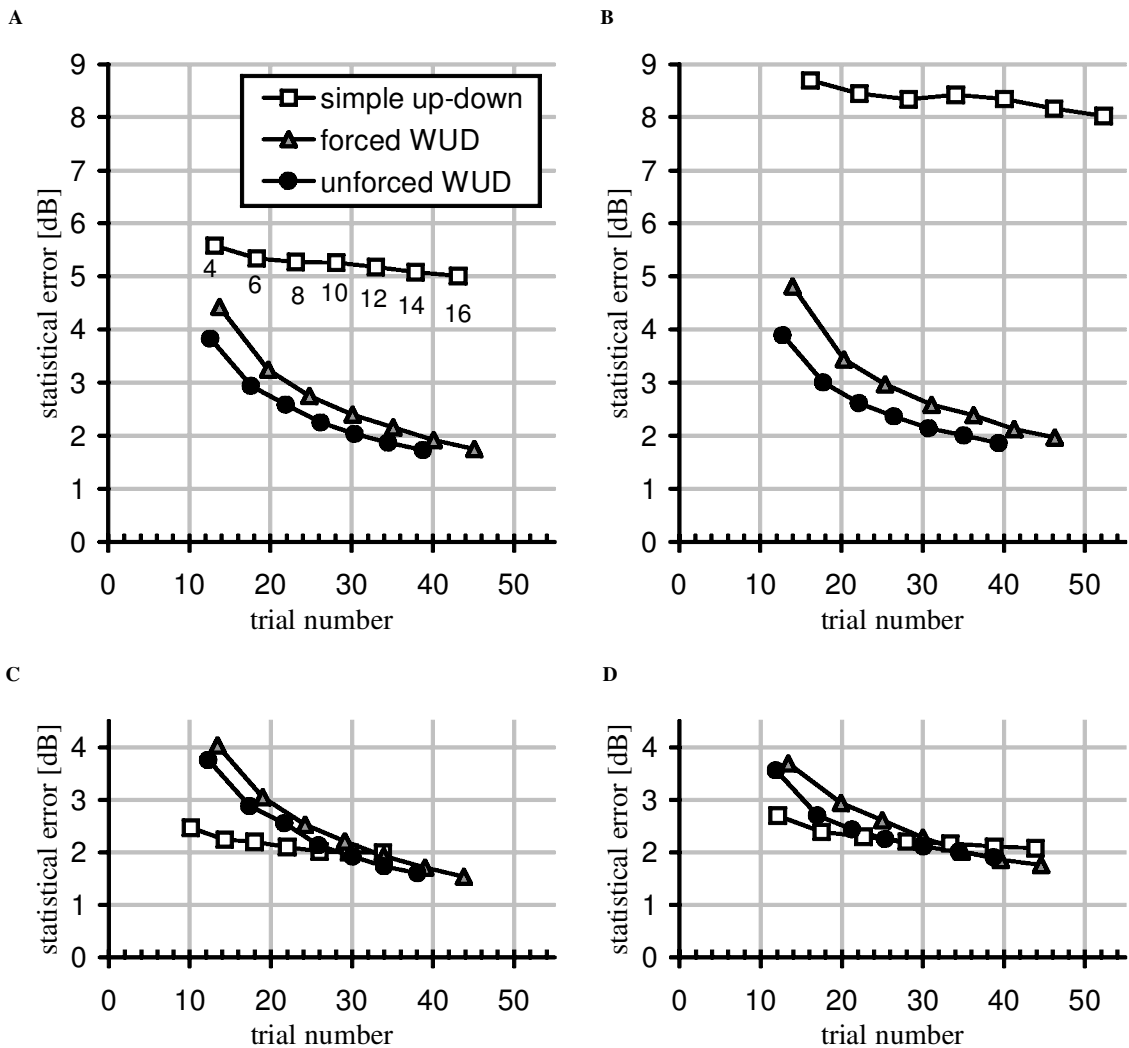 A
statistical error [dB]
9
8
7
6
5
4
3
2
1
0
simple up-down
forced WUD
unforced WUD
4
6
8
10
12
14
16
0 10 20 30 40 50
trial number
B
statistical error [dB]
9
8
7
6
5
4
3
2
1
0
0 10 20 30 40 50
trial number
C
statistical error [dB]
4
3
2
1
0
0 10 20 30 40 50
trial number
D
statistical error [dB]
4
3
2
1
0
0 10 20 30 40 50
trial number